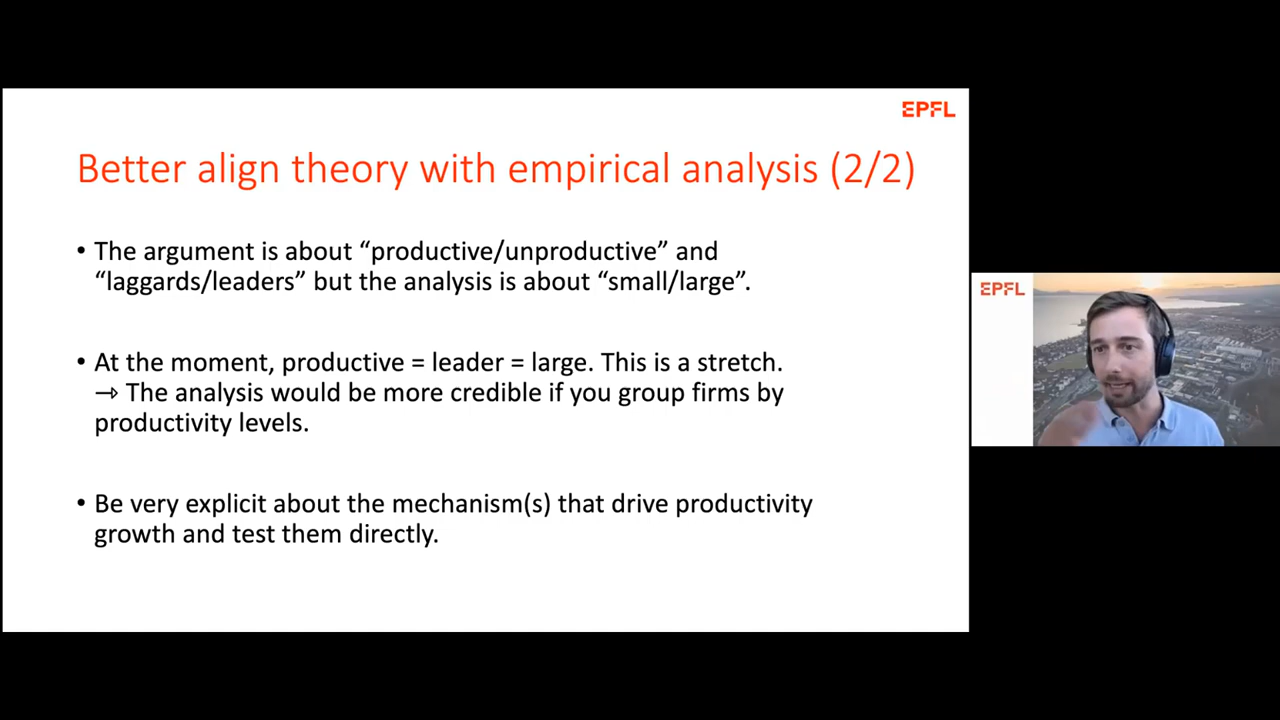 EPFL
Better align theory with empirical analysis (2/2)
• The argument is about “productive/unproductive” and
“laggards/leaders” but the analysis is about “small/large”.
• At the moment, productive = leader = large. This is a stretch.
→ The analysis would be more credible if you group firms by
productivity levels.
• Be very explicit about the mechanism(s) that drive productivity
growth and test them directly.
EPFL